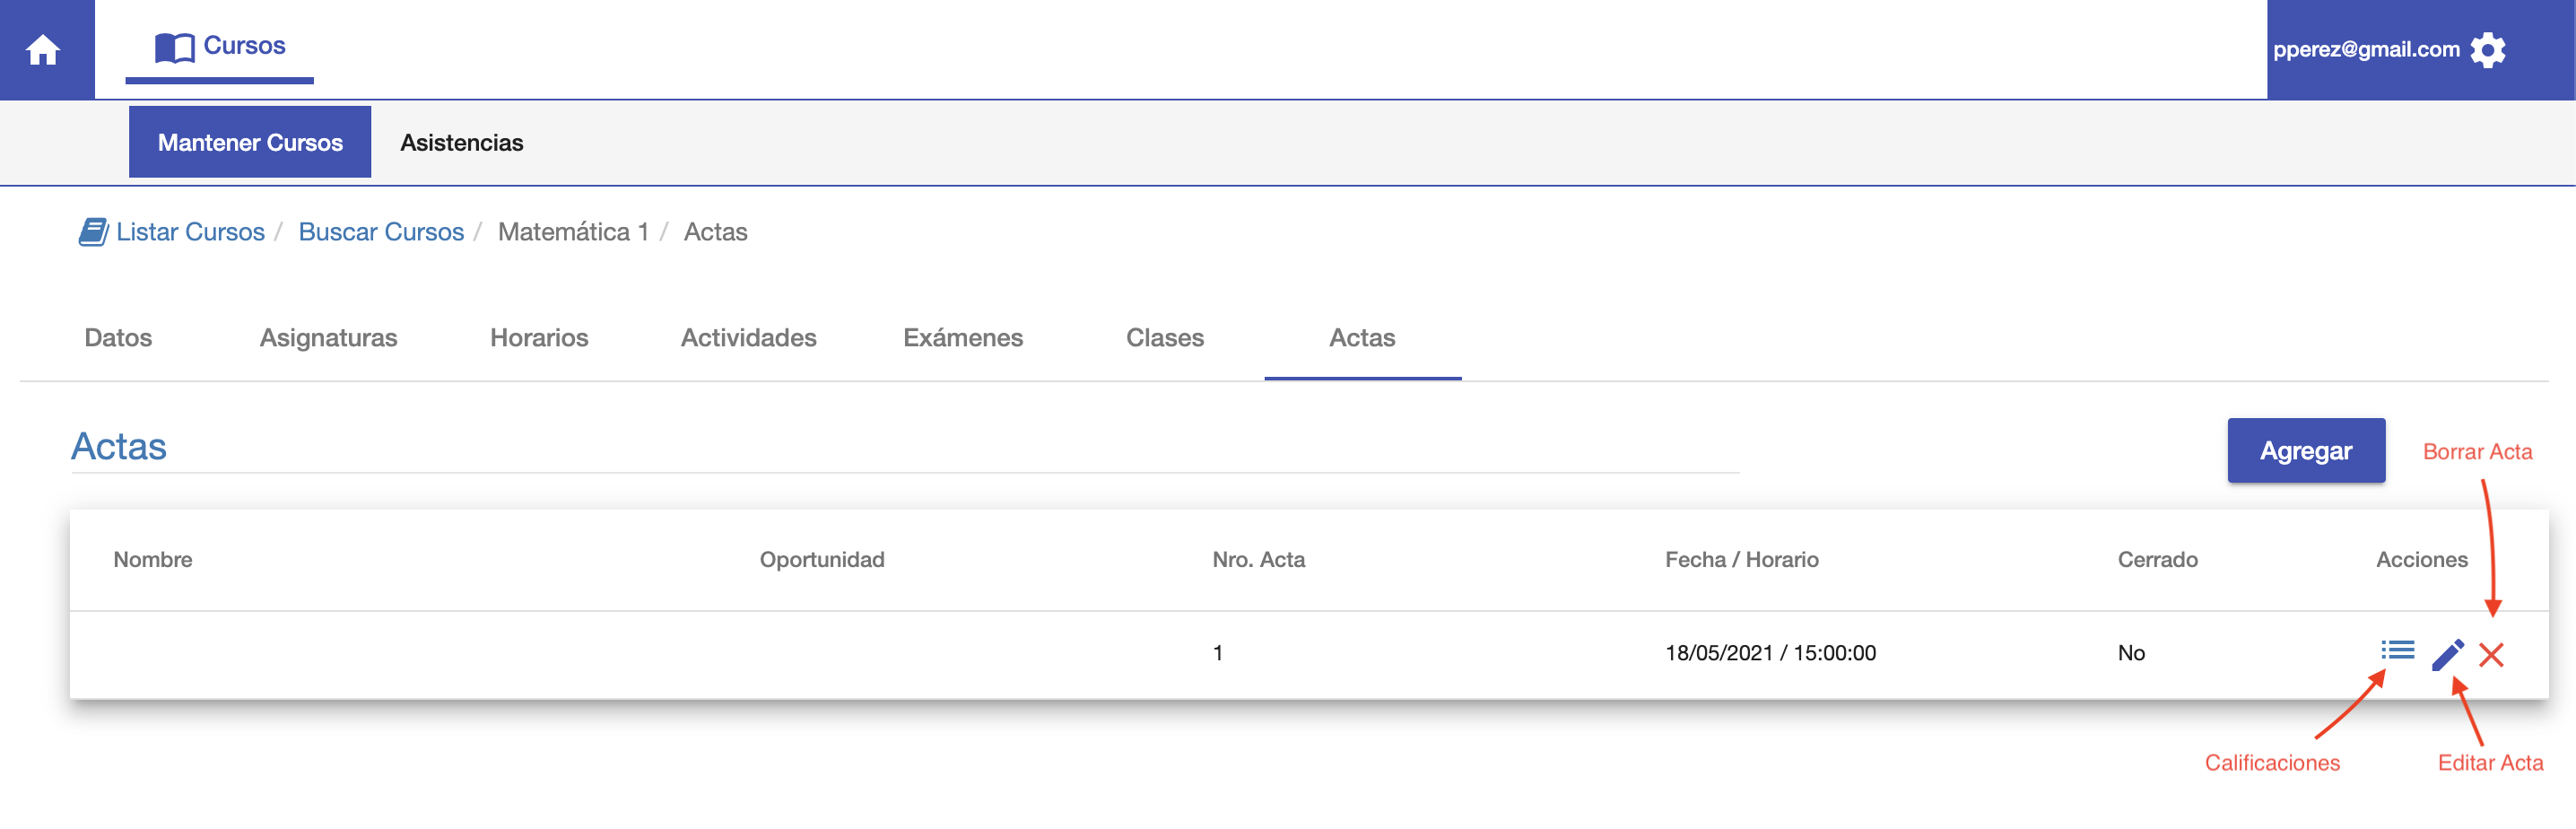 Cursos
pperez@gmail.com
Mantener Cursos Asistencias
Listar Cursos / Buscar Cursos / Matemática 1 / Actas
Datos Asignaturas Horarios Actividades Exámenes Clases Actas
Actas
Agregar
Borrar Acta
Nombre Oportunidad Nro. Acta Fecha / Horario Cerrado Acciones
1 18/05/2021 / 15:00:00 No
Calificaciones Editar Acta